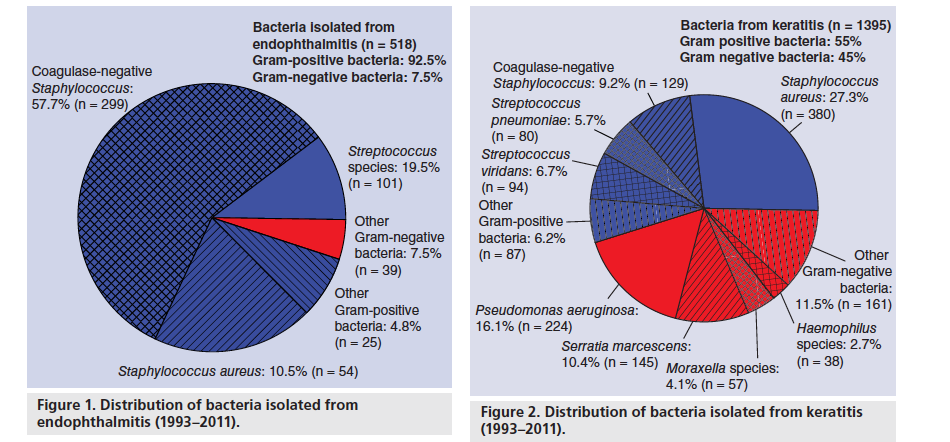 Bacteria isolated from
endophthalmitis (n = 518)
Gram-positive bacteria: 92.5%
Gram-negative bacteria: 7.5%
Coagulase-negative
Staphylococcus:
57.7% (n = 299)
Streptococcus
species: 19.5%
(n = 101)
Other
Gram-negative
bacteria: 7.5%
(n = 39)
Other
Gram-positive
bacteria: 4.8%
(n = 25)
Staphylococcus aureus: 10.5% (n = 54)
Figure 1. Distribution of bacteria isolated from
endophthalmitis (1993–2011).
Bacteria from keratitis (n = 1395)
Gram positive bacteria: 55%
Gram negative bacteria: 45%
Coagulase-negative
Staphylococcus: 9.2% (n = 129)
Staphylococcus
aureus: 27.3%
(n = 380)
Streptococcus
pneumoniae: 5.7%
(n = 80)
Streptococcus
viridans: 6.7%
(n = 94)
Other
Gram-positive
bacteria: 6.2%
(n = 87)
Pseudomonas aeruginosa:
16.1% (n = 224)
Serratia marcescens:
10.4% (n = 145)
Moraxella species:
4.1% (n = 57)
Haemophilus
species: 2.7%
(n = 38)
Other
Gram-negative
bacteria:
11.5% (n = 161)
Figure 2. Distribution of bacteria isolated from keratitis
(1993–2011).